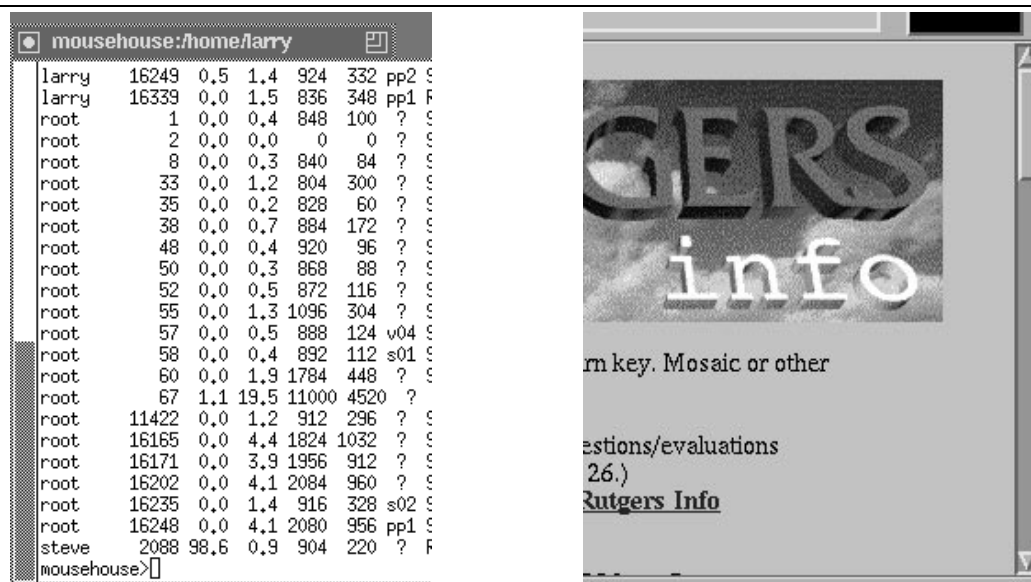 mousehouse:/home/larry
larry 16249 0.5 1.4 924 332 pp2 S
larry 16339 0.0 1.5 836 348 pp1 R
root 1 0.0 0.4 848 100 ? S
root 2 0.0 0.0 0 0 ? S
root 8 0.0 0.3 840 84 ? S
root 33 0.0 1.2 804 300 ? S
root 35 0.0 0.2 828 60 ? S
root 38 0.0 0.7 884 172 ? S
root 48 0.0 0.4 920 96 ? S
root 50 0.0 0.3 868 88 ? S
root 52 0.0 0.5 872 116 ? S
root 55 0.0 1.3 1096 304 ? S
root 57 0.0 0.5 888 124 v04 S
root 58 0.0 0.4 892 112 s01 S
root 60 0.0 1.9 1784 448 ? S
root 67 1.1 19.5 11000 4520 ?
root 11422 0.0 1.2 912 296 ? S
root 16165 0.0 4.4 1824 1032 ? S
root 16171 0.0 3.9 1956 912 ? S
root 16202 0.0 4.1 2084 960 ? S
root 16235 0.0 1.4 916 328 s02 S
root 16248 0.0 4.1 2080 956 pp1 S
steve 2088 98.6 0.9 904 220 ? R
mousehouse>
GERS
info
rn key. Mosaic or other
estions/evaluations
26.)
Rutgers Info